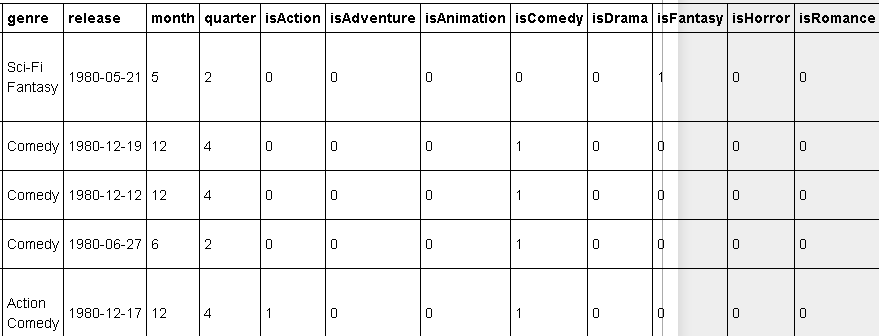 genre release month quarter isAction isAdventure isAnimation isComedy isDrama isFantasy isHorror isRomance
Sci-Fi
Fantasy 1980-05-21 5 2 0 0 0 0 0 1 0 0
Comedy 1980-12-19 12 4 0 0 0 1 0 0 0 0
Comedy 1980-12-12 12 4 0 0 0 1 0 0 0 0
Comedy 1980-06-27 6 2 0 0 0 1 0 0 0 0
Action
Comedy 1980-12-17 12 4 1 0 0 1 0 0 0 0